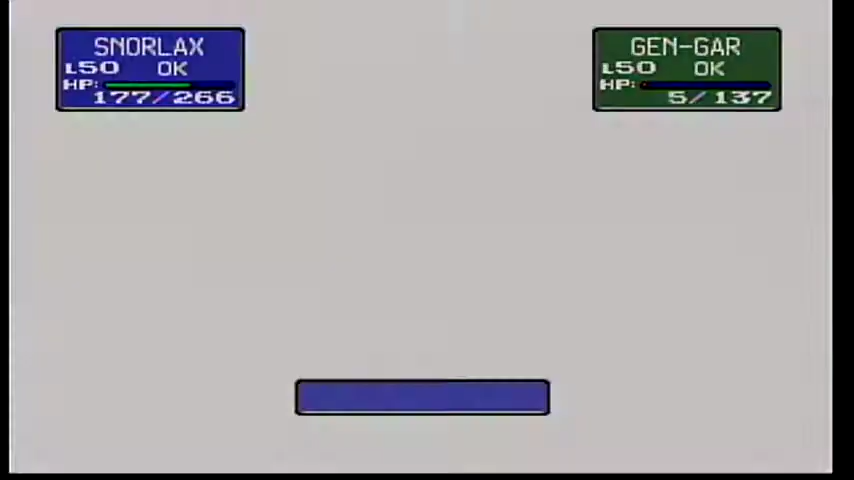 SNORLAX
L50 OK
HP:
177/266
GEN-GAR
L50 OK
HP:
5/137